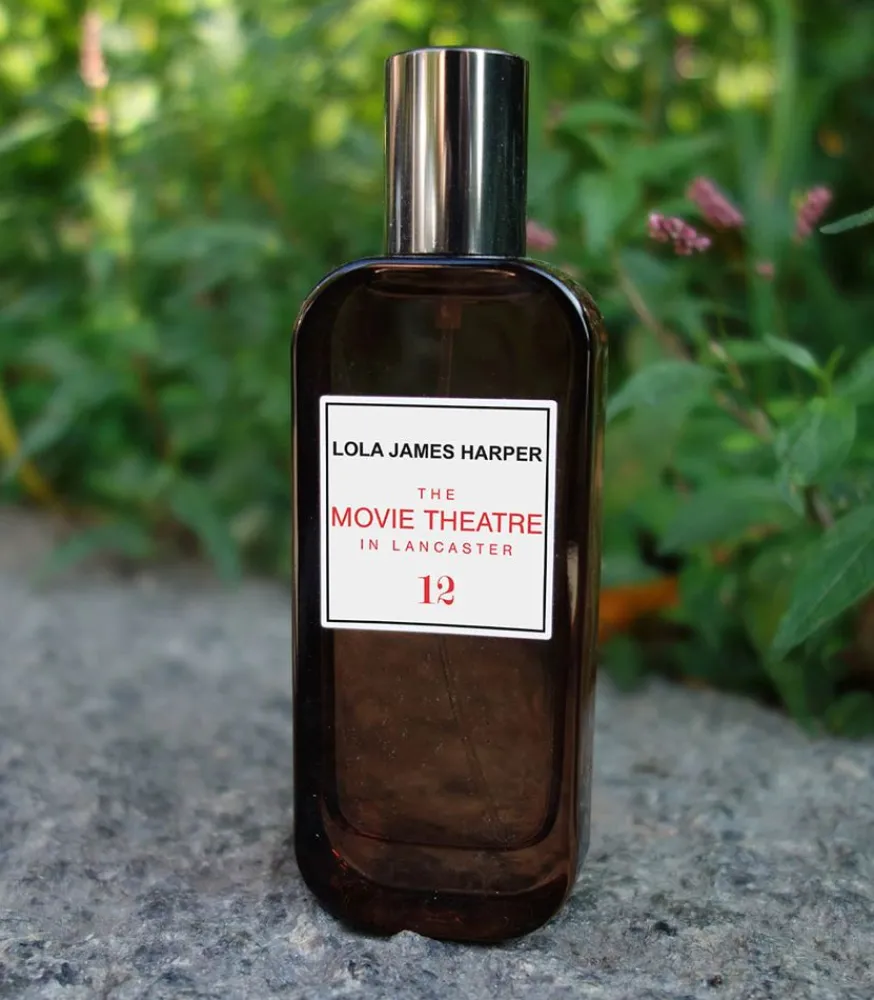 LOLA JAMES HARPER
THE
MOVIE THEATRE
IN LANCASTER
12